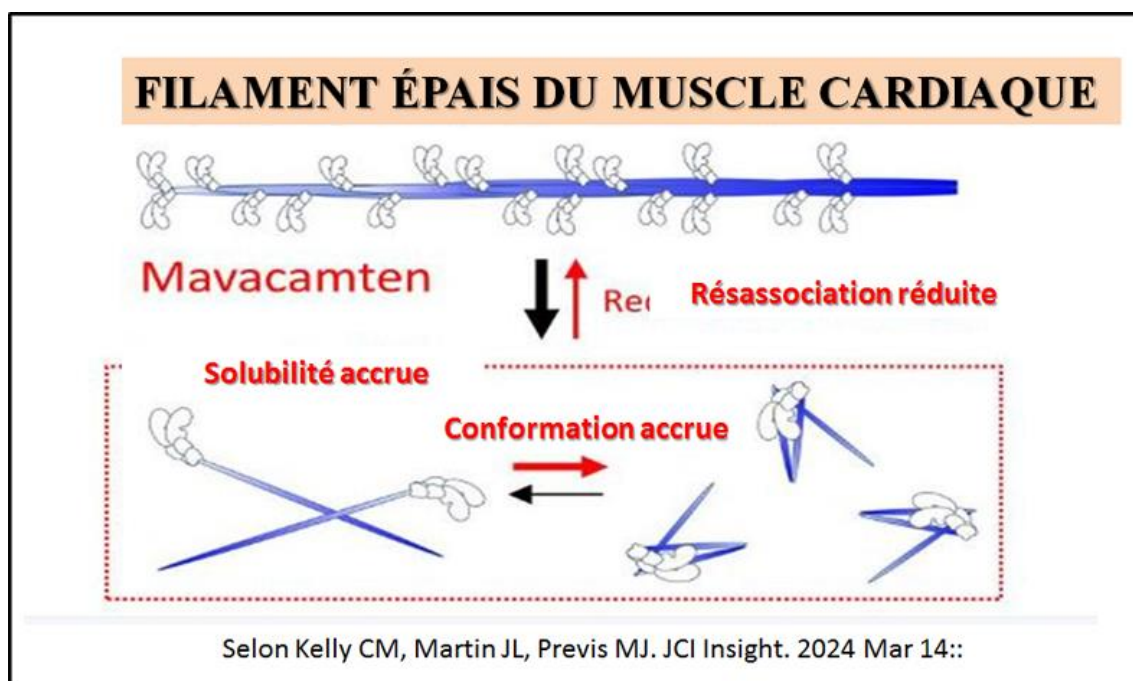 FILAMENT ÉPAIS DU MUSCLE CARDIAQUE
Mavacamten
Résassociation réduite
Solubilité accrue
Conformation accrue
Selon Kelly CM, Martin JL, Previs MJ. JCI Insight. 2024 Mar 14::